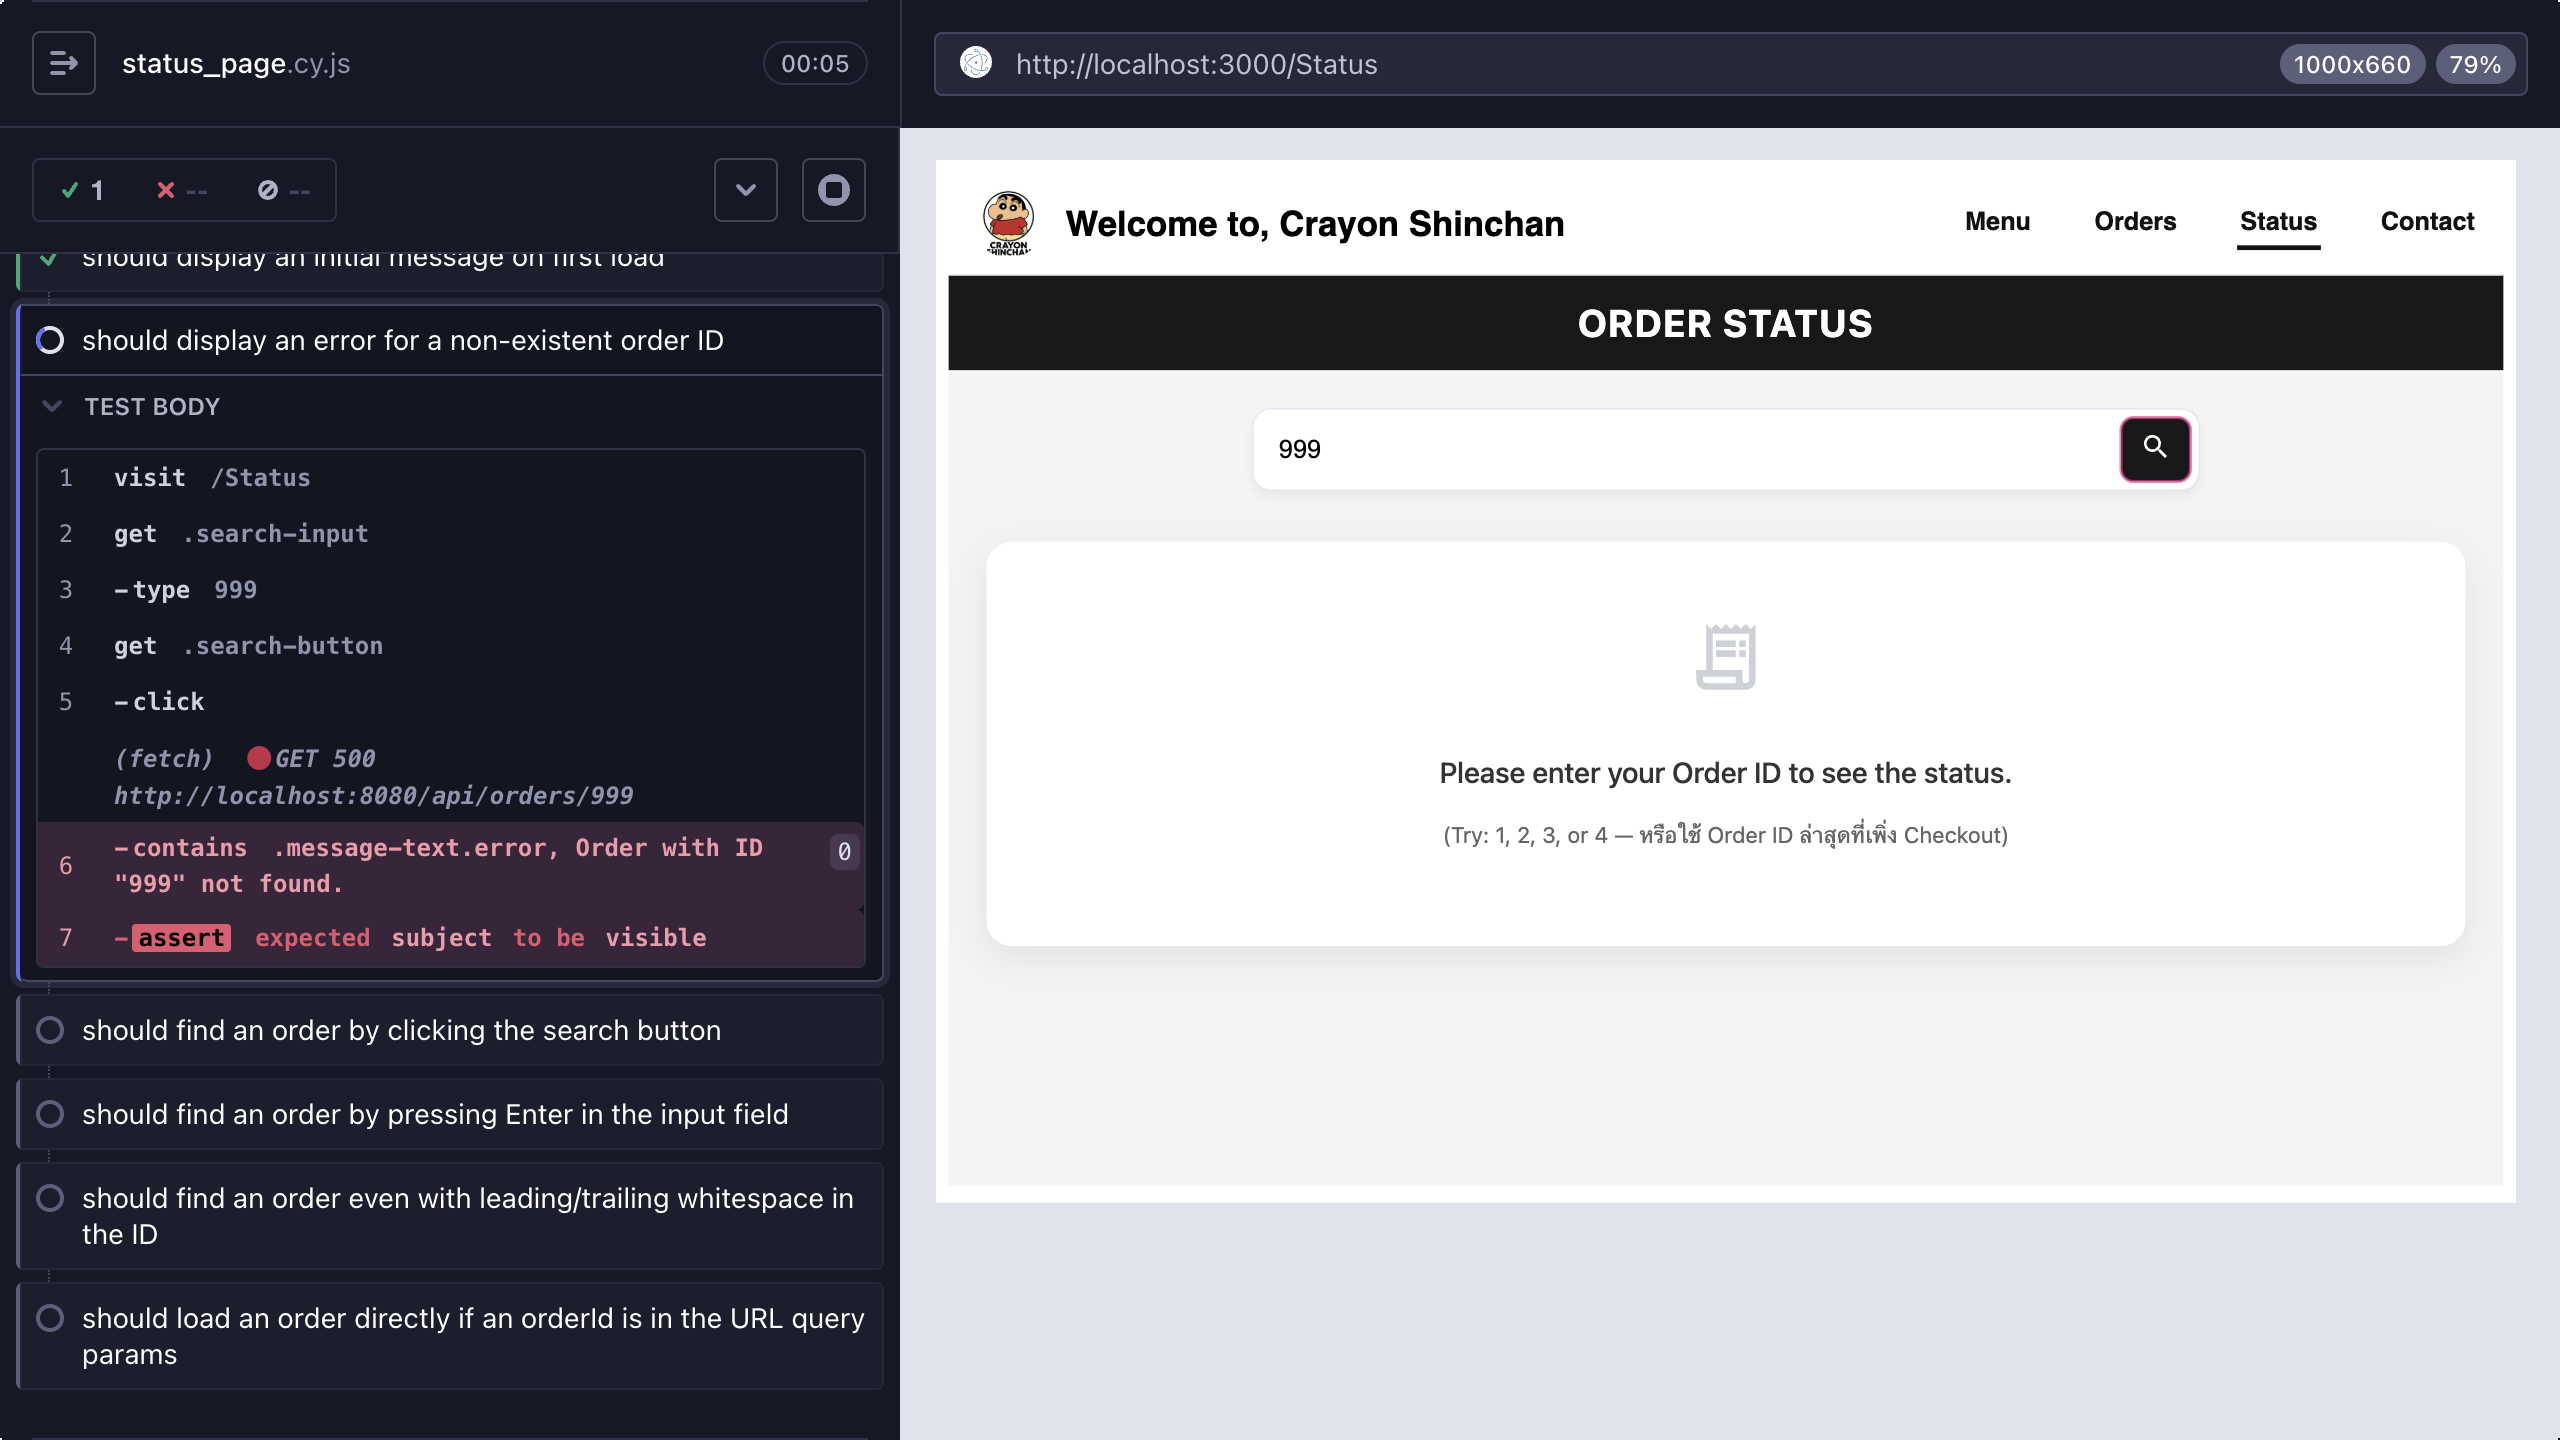 status_page.cy.js
00:05
1
--
--
should display an initial message on first load
should display an error for a non-existent order ID
TEST BODY
1 visit /Status
2 get .search-input
3 -type 999
4 get .search-button
5 -click
(fetch) GET 500
http://localhost:8080/api/orders/999
6 -contains .message-text.error, Order with ID
"999" not found.
0
7 -assert expected subject to be visible
should find an order by clicking the search button
should find an order by pressing Enter in the input field
should find an order even with leading/trailing whitespace in
the ID
should load an order directly if an orderId is in the URL query
params
http://localhost:3000/Status
1000x660
79%
CRAYON
SHINCHAN
Welcome to, Crayon Shinchan
Menu
Orders
Status
Contact
ORDER STATUS
999
Please enter your Order ID to see the status.
(Try: 1, 2, 3, or 4 — หรือใช้ Order ID ล่าสุดที่เพิ่ง Checkout)